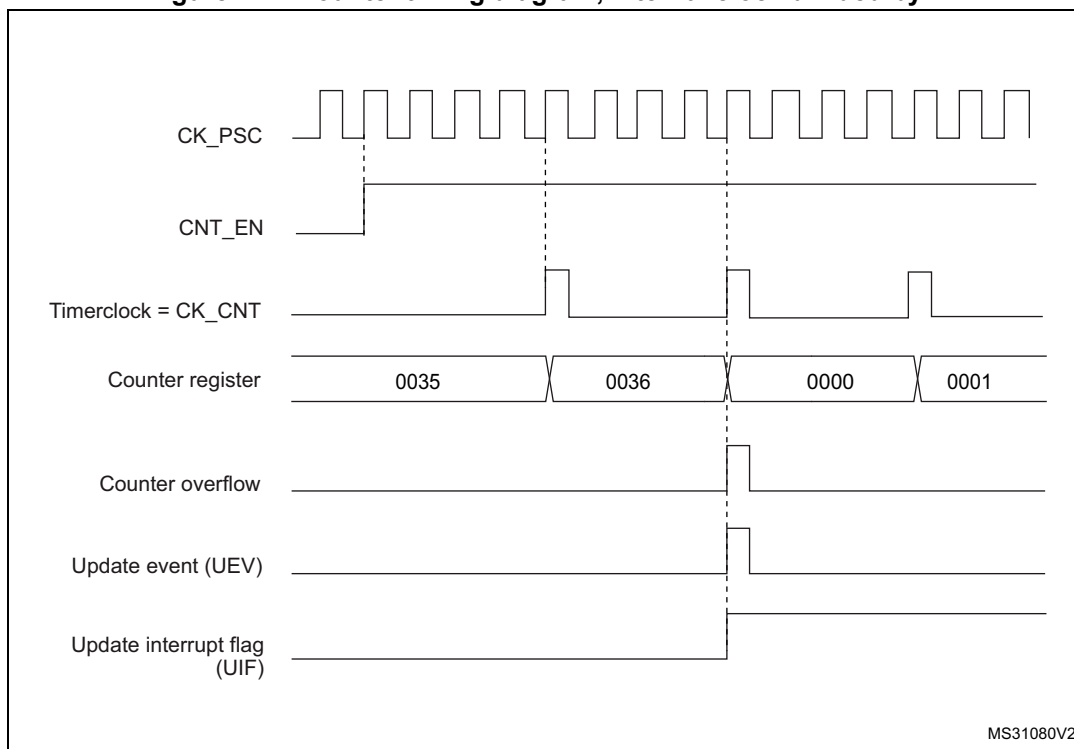 CK_PSC
CNT_EN
Timerclock = CK_CNT
Counter register 0035 0036 0000 0001
Counter overflow
Update event (UEV)
Update interrupt flag
(UIF)
MS31080V2